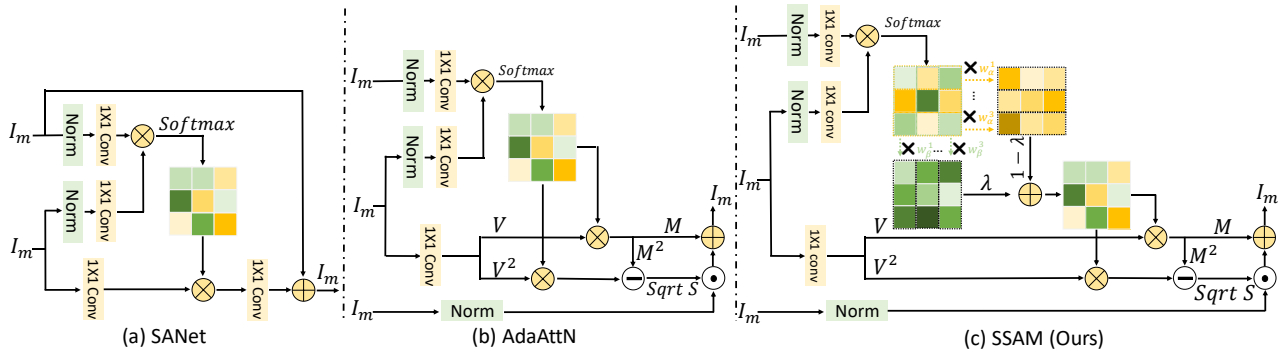 I_m
Norm
1X1 Conv
Softmax
I_m
Norm
1X1 Conv
1X1 Conv
1X1 Conv
I_m
(a) SANet
I_m
Norm
1X1 Conv
Softmax
Norm
1X1 Conv
I_m
1X1 Conv
V
V^2
M
M^2
I_m
Sqrt S
I_m
Norm
(b) AdaAttN
I_m
Norm
1X1 conv
Softmax
Norm
1X1 conv
w_α^1
⋮
w_α^3
w_β^1 ... w_β^3
1 − λ
λ
I_m
1X1 conv
V
V^2
M
M^2
I_m
Sqrt S
I_m
Norm
(c) SSAM (Ours)